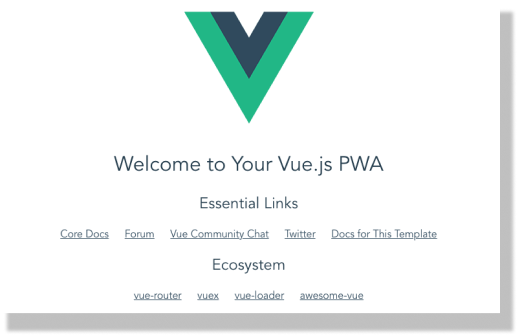 Welcome to Your Vue.js PWA
Essential Links
Core Docs Forum Vue Community Chat Twitter Docs for This Template
Ecosystem
vue-router vuex vue-loader awesome-vue